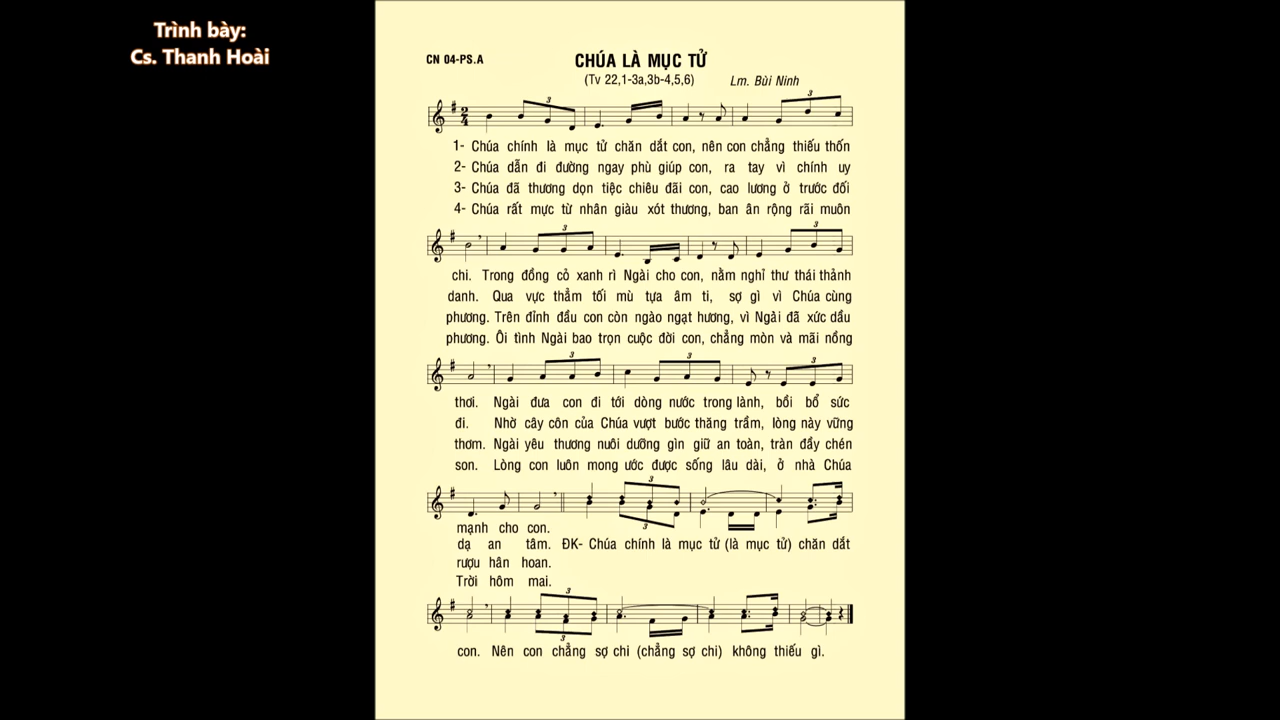 Trình bày:
Cs. Thanh Hoài
CN 04-PS.A
CHÚA LÀ MỤC TỬ
(Tv 22,1-3a,3b-4,5,6)
Lm. Bùi Ninh
1- Chúa chính là mục tử chăn dắt con, nên con chẳng thiếu thốn
2- Chúa dẫn đi đường ngay phù giúp con, ra tay vì chính uy
3- Chúa đã thương dọn tiệc chiêu đãi con, cao lương ở trước đối
4- Chúa rất mực từ nhân giàu xót thương, ban ân rộng rãi muôn
chi. Trong đồng cỏ xanh rì Ngài cho con, nằm nghỉ thư thái thảnh
danh. Qua vực thẳm tối mù tựa âm ti, sợ gì vì Chúa cùng
phương. Trên đỉnh đầu con còn ngào ngạt hương, vì Ngài đã xức dầu
phương. Ôi tình Ngài bao trọn cuộc đời con, chẳng mòn và mãi nồng
thơi. Ngài đưa con đi tới dòng nước trong lành, bồi bổ sức
đi. Nhờ cây côn của Chúa vượt bước thăng trầm, lòng này vững
thơm. Ngài yêu thương nuôi dưỡng gìn giữ an toàn, tràn đầy chén
son. Lòng con luôn mong ước được sống lâu dài, ở nhà Chúa
mạnh cho con.
dạ an tâm. ĐK- Chúa chính là mục tử (là mục tử) chăn dắt
rượu hân hoan.
Trời hôm mai.
con. Nên con chẳng sợ chi (chẳng sợ chi) không thiếu gì.